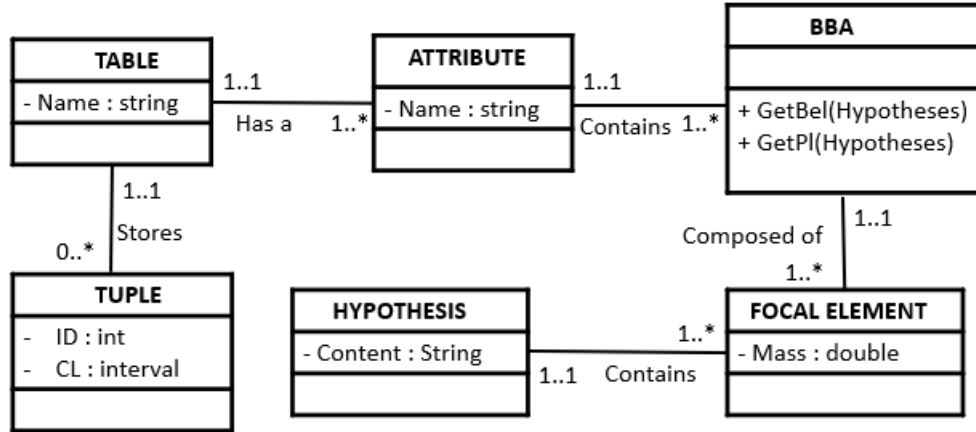 TABLE
- Name : string
1..1
Has a
1..*
ATTRIBUTE
- Name : string
1..1
Contains
1..*
BBA
+ GetBel(Hypotheses)
+ GetPl(Hypotheses)
1..1
Stores
0..*
1..1
Composed of
1..*
TUPLE
- ID : int
- CL : interval
HYPOTHESIS
- Content : String
1..1
Contains
1..*
FOCAL ELEMENT
- Mass : double